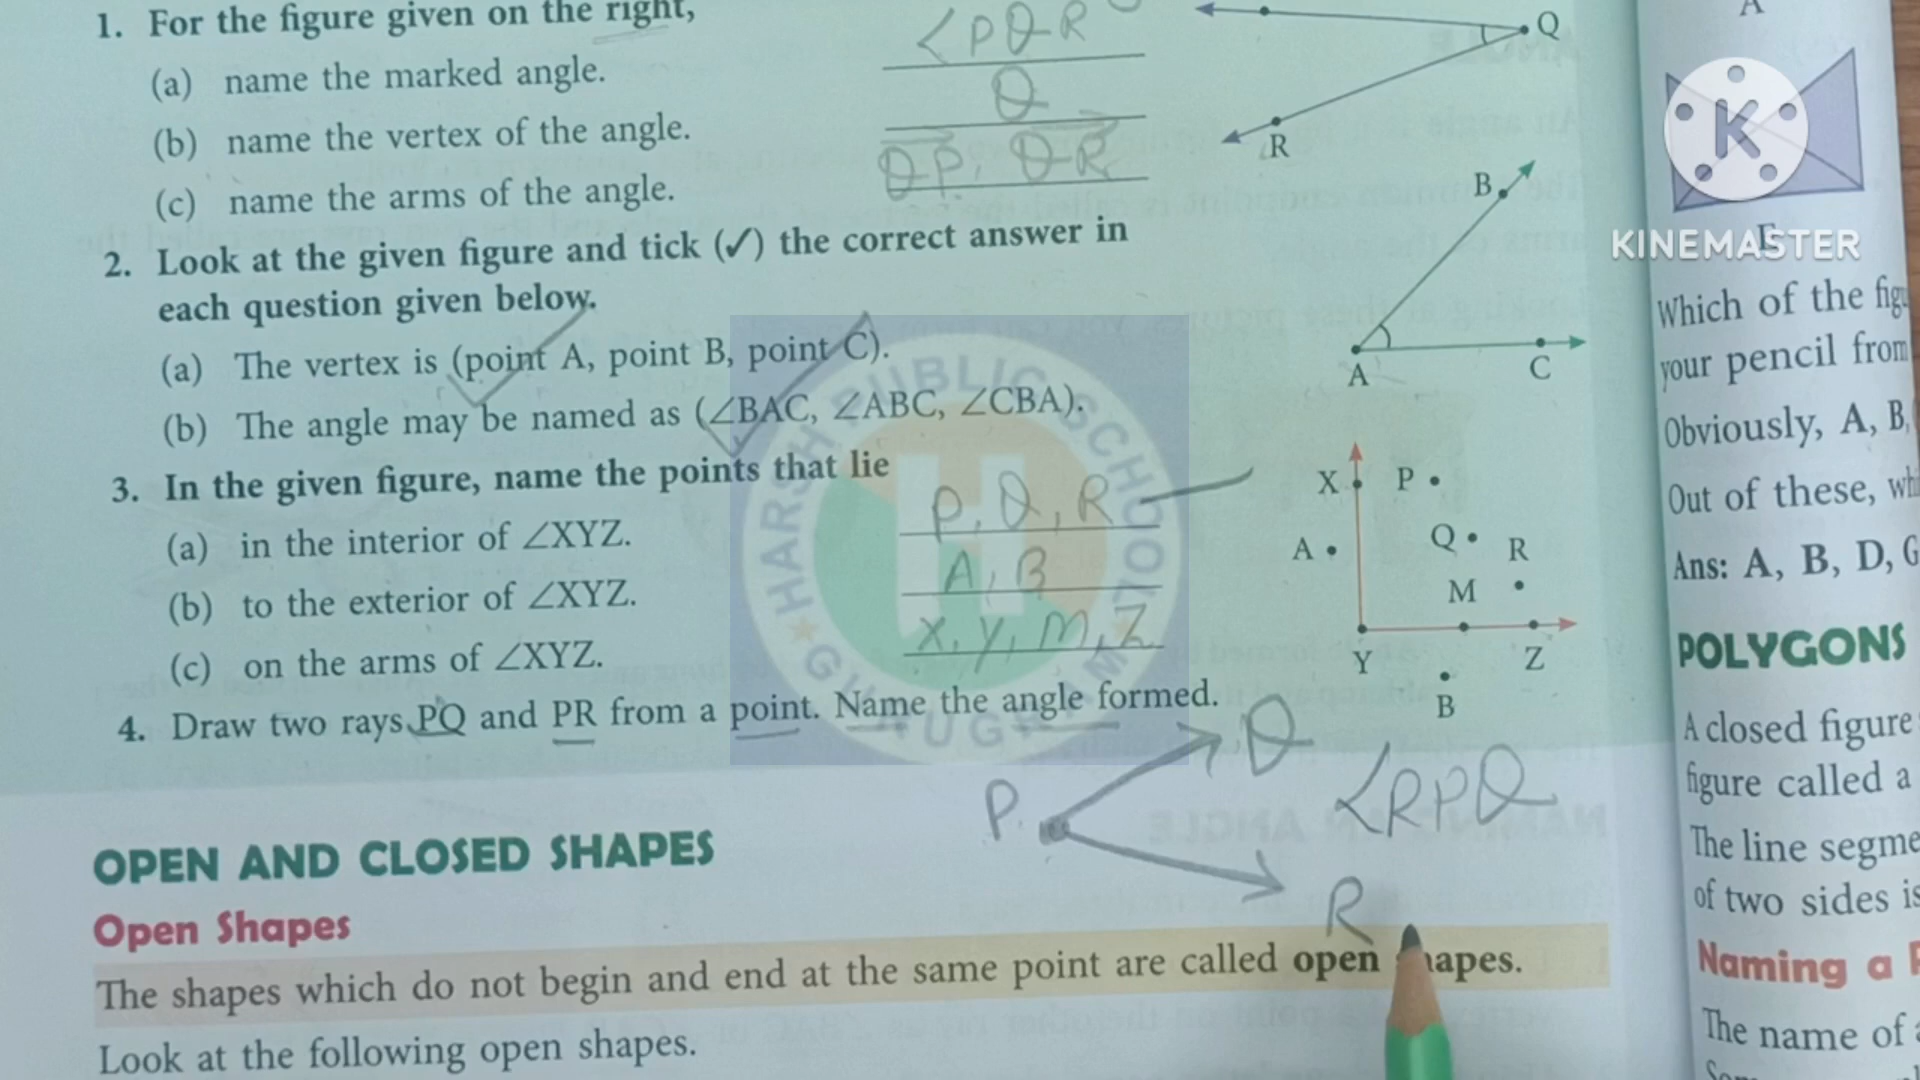 1. For the figure given on the right,
(a) name the marked angle.
∠PQR
(b) name the vertex of the angle.
Q
(c) name the arms of the angle.
QP, QR
Q
R
2. Look at the given figure and tick (✓) the correct answer in
each question given below.
(a) The vertex is (point A, point B, point C).
(b) The angle may be named as (∠BAC, ∠ABC, ∠CBA).
B
A
C
3. In the given figure, name the points that lie
(a) in the interior of ∠XYZ.
P, Q, R
(b) to the exterior of ∠XYZ.
A, B
(c) on the arms of ∠XYZ.
X, Y, M, Z
X P
A Q R
M
Y Z
B
4. Draw two rays PQ and PR from a point. Name the angle formed.
P Q
∠RPQ
R
OPEN AND CLOSED SHAPES
Open Shapes
The shapes which do not begin and end at the same point are called open
Look at the following open shapes.
HARSH PUBLIC SCHOOL
H
K
KINEMASTER
A
E
Which of the
your pencil from
Obviously, A, B,
Out of these,
Ans: A, B, D, G
POLYGONS
A closed figure
figure called a
The line
of two sides is
Naming a
The name of